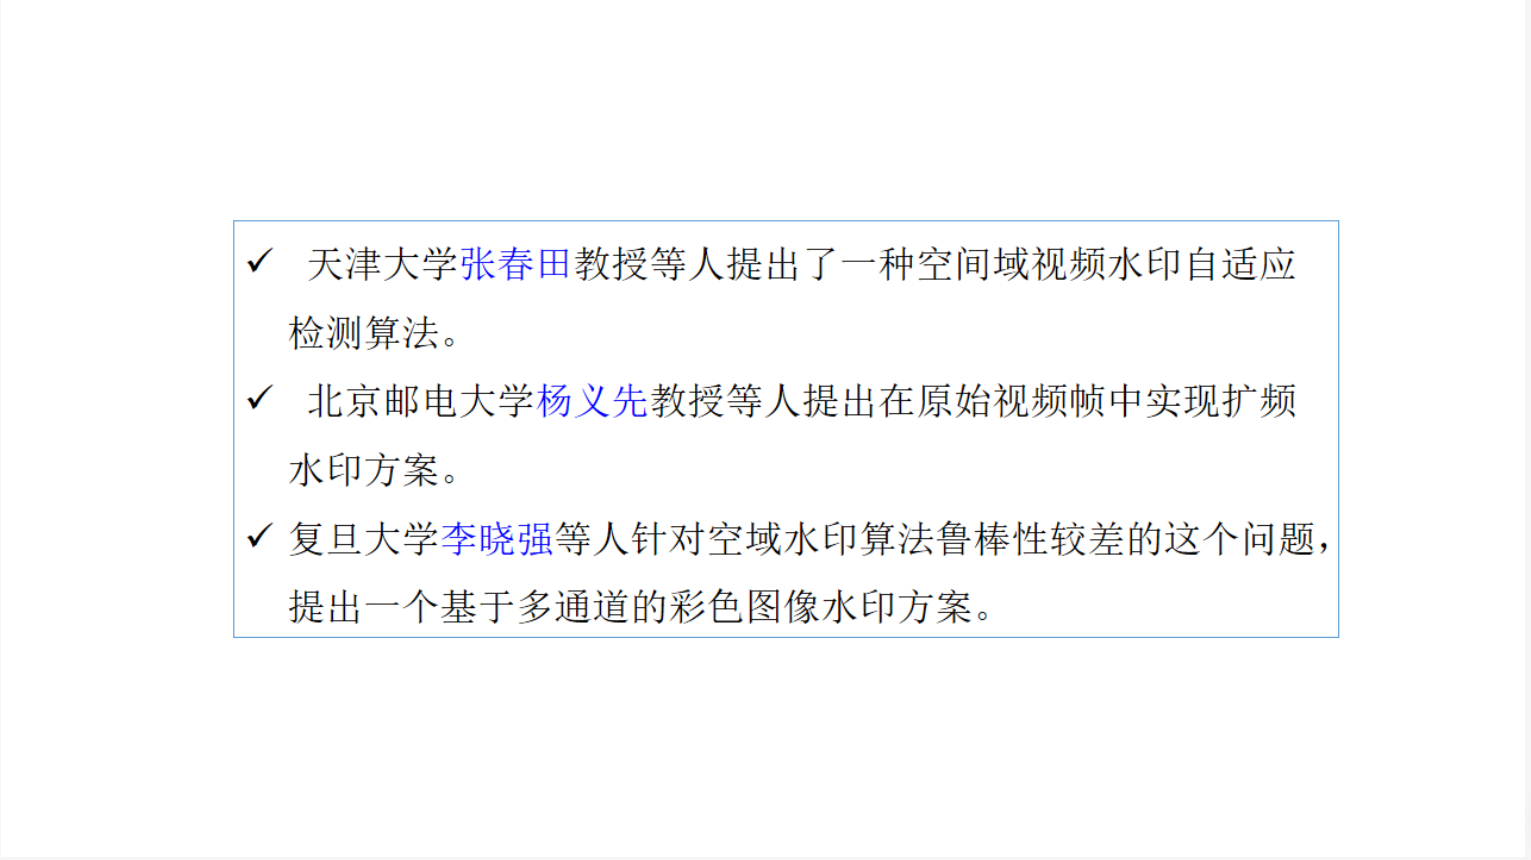 ✓ 天津大学张春田教授等人提出了一种空间域视频水印自适应
检测算法。
✓ 北京邮电大学杨义先教授等人提出在原始视频帧中实现扩频
水印方案。
✓ 复旦大学李晓强等人针对空域水印算法鲁棒性较差的这个问题，
提出一个基于多通道的彩色图像水印方案。